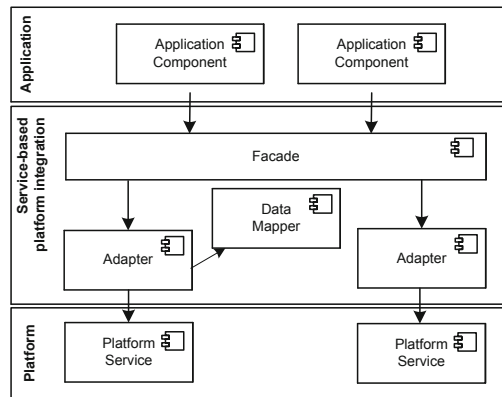 Application
Application
Component
Application
Component
Service-based
platform integration
Facade
Data
Mapper
Adapter
Adapter
Platform
Platform
Service
Platform
Service